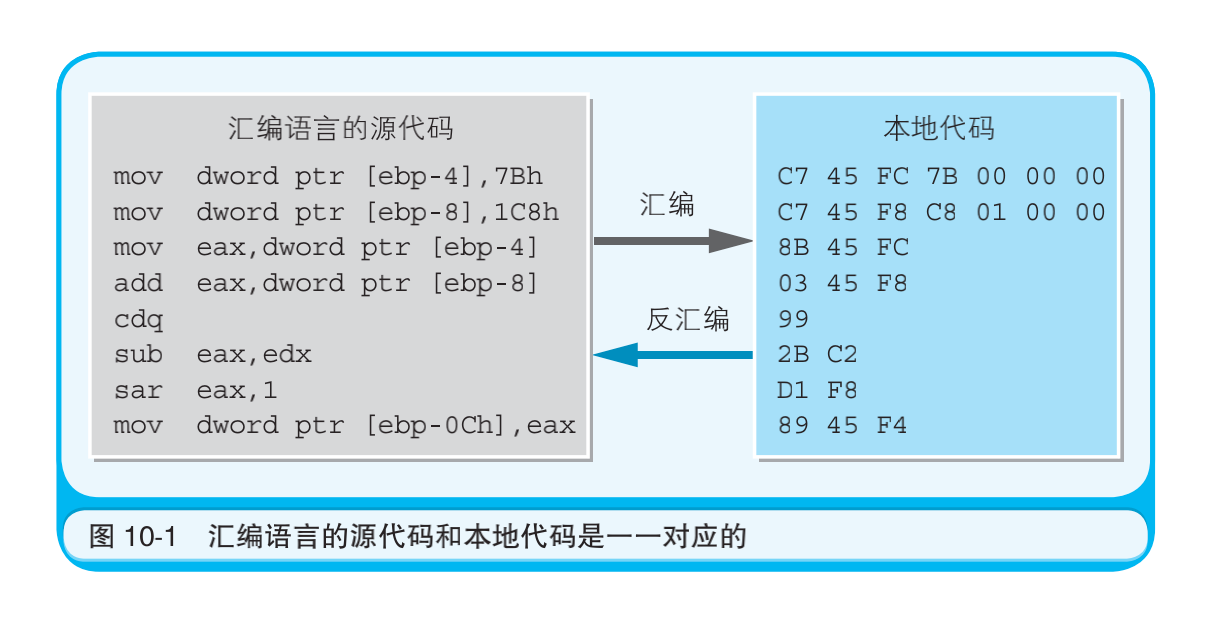 汇编语言的源代码
mov dword ptr [ebp-4],7Bh
mov dword ptr [ebp-8],1C8h
mov eax,dword ptr [ebp-4]
add eax,dword ptr [ebp-8]
cdq
sub eax,edx
sar eax,1
mov dword ptr [ebp-0Ch],eax
汇编
反汇编
本地代码
C7 45 FC 7B 00 00 00
C7 45 F8 C8 01 00 00
8B 45 FC
03 45 F8
99
2B C2
D1 F8
89 45 F4
图 10-1 汇编语言的源代码和本地代码是一一对应的